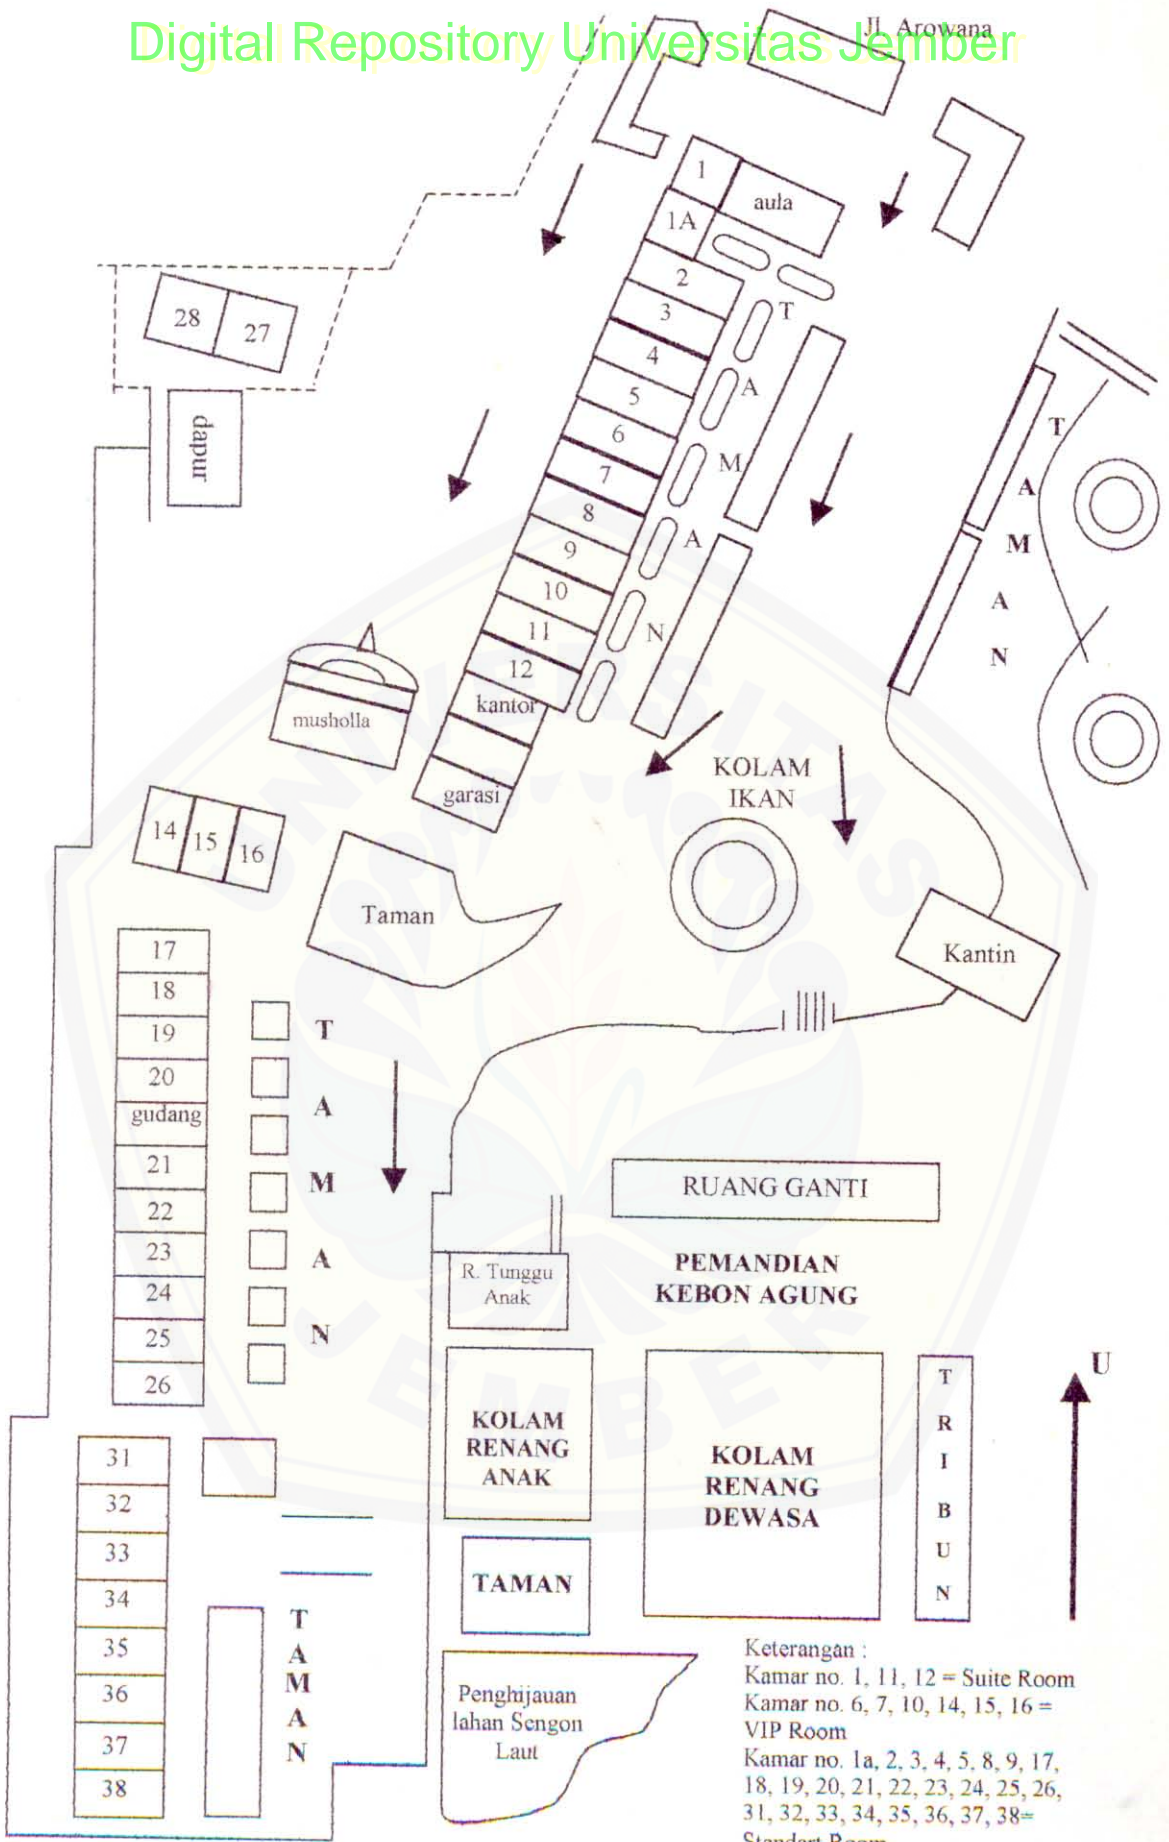 Digital Repository Universitas Jember
Jl. Arowana
1
aula
1A
2
3
4
5
6
7
8
9
10
11
12
kantor
garasi
T
A
M
A
N
28
27
dapur
T
A
M
A
N
musholla
KOLAM
IKAN
14
15
16
Taman
Kantin
17
18
19
20
gudang
21
22
23
24
25
26
T
A
M
A
N
RUANG GANTI
PEMANDIAN
KEBON AGUNG
R. Tunggu
Anak
U
KOLAM
RENANG
ANAK
KOLAM
RENANG
DEWASA
T
R
I
B
U
N
31
32
33
34
35
36
37
38
TAMAN
T
A
M
A
N
Penghijauan
lahan Sengon
Laut
Keterangan :
Kamar no. 1, 11, 12 = Suite Room
Kamar no. 6, 7, 10, 14, 15, 16 =
VIP Room
Kamar no. 1a, 2, 3, 4, 5, 8, 9, 17,
18, 19, 20, 21, 22, 23, 24, 25, 26,
31, 32, 33, 34, 35, 36, 37, 38=
Standart Room
UNIVERSITAS
JEMBER